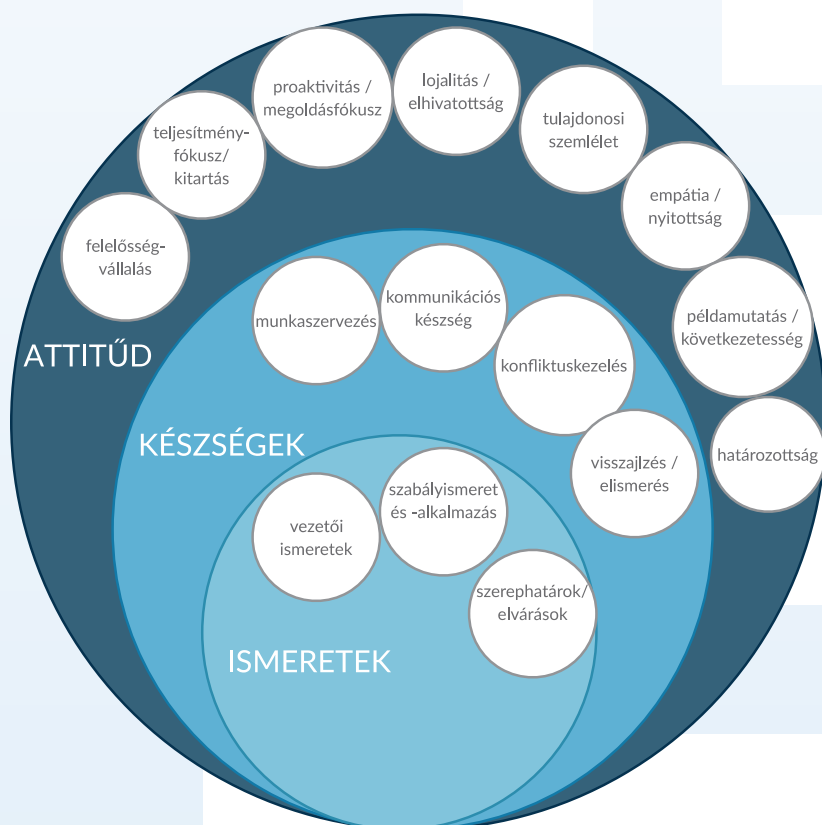 proaktivitás /
megoldásfókusz
lojalitás /
elhivatottság
tulajdonosi
szemlélet
teljesítmény-
fókusz/
kitartás
empátia /
nyitottság
felelősség-
vállalás
példamutatás /
következetesség
határozottság
ATTITŰD
munkaszervezés
kommunikációs
készség
konfliktuskezelés
visszajlzés /
elismerés
KÉSZSÉGEK
vezetői
ismeretek
szabályismeret
és -alkalmazás
szerephatárok/
elvárások
ISMERETEK